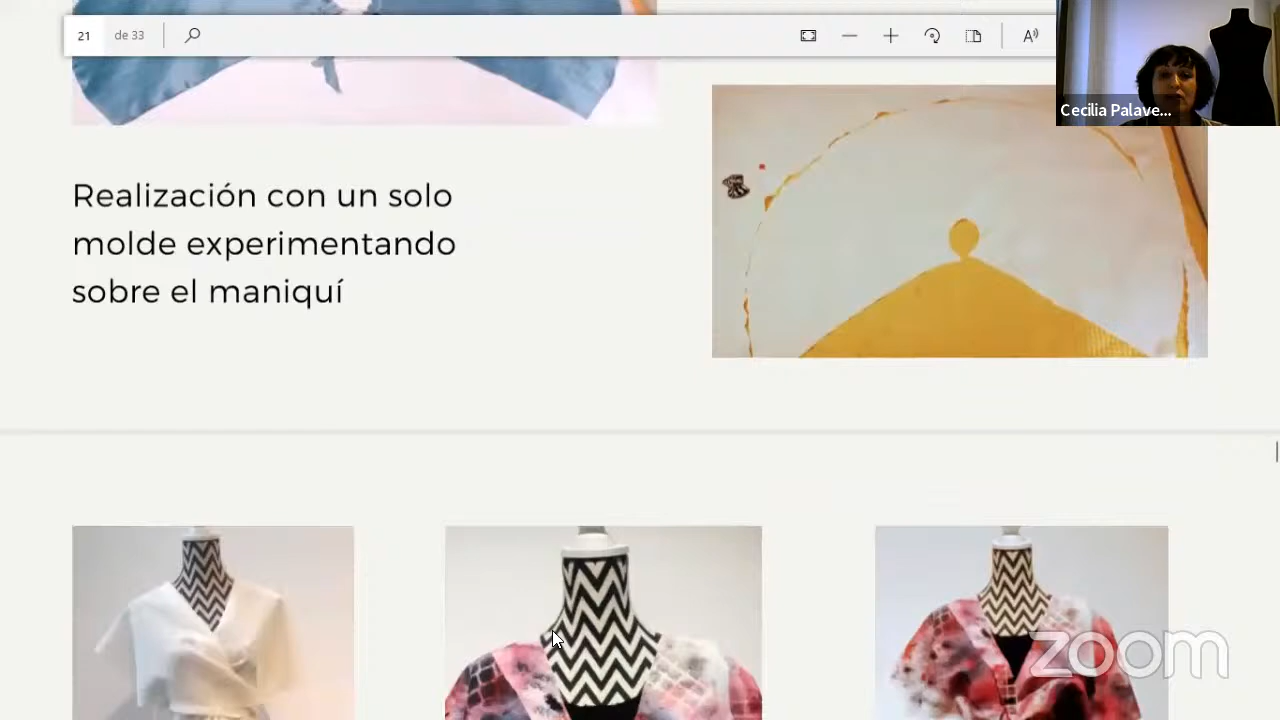 21 de 33
Cecilia Palave...
Realización con un solo
molde experimentando
sobre el maniquí
zoom